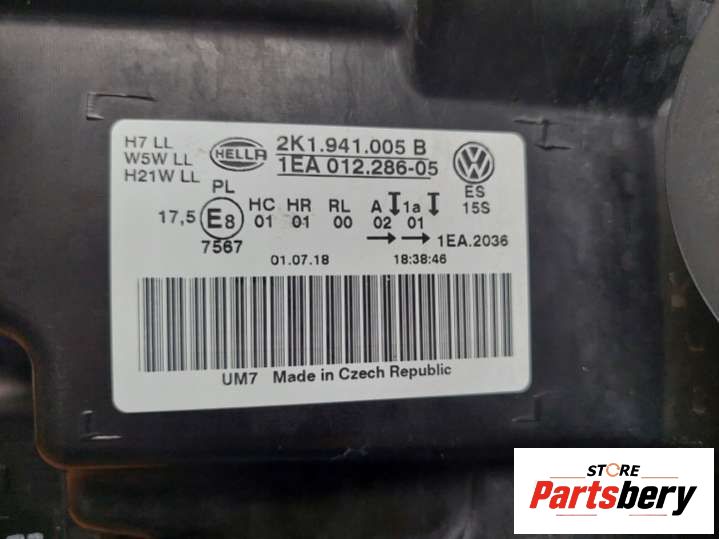 H7 LL
W5W LL
H21W LL
HELLA
2K1.941.005 B
1EA 012.286-05
VW
ES
15S
PL
17,5 E8
7567
HC HR RL A 1a
01 01 00 02 01
1EA.2036
01.07.18 18:38:46
UM7 Made in Czech Republic
STORE
Partsbery